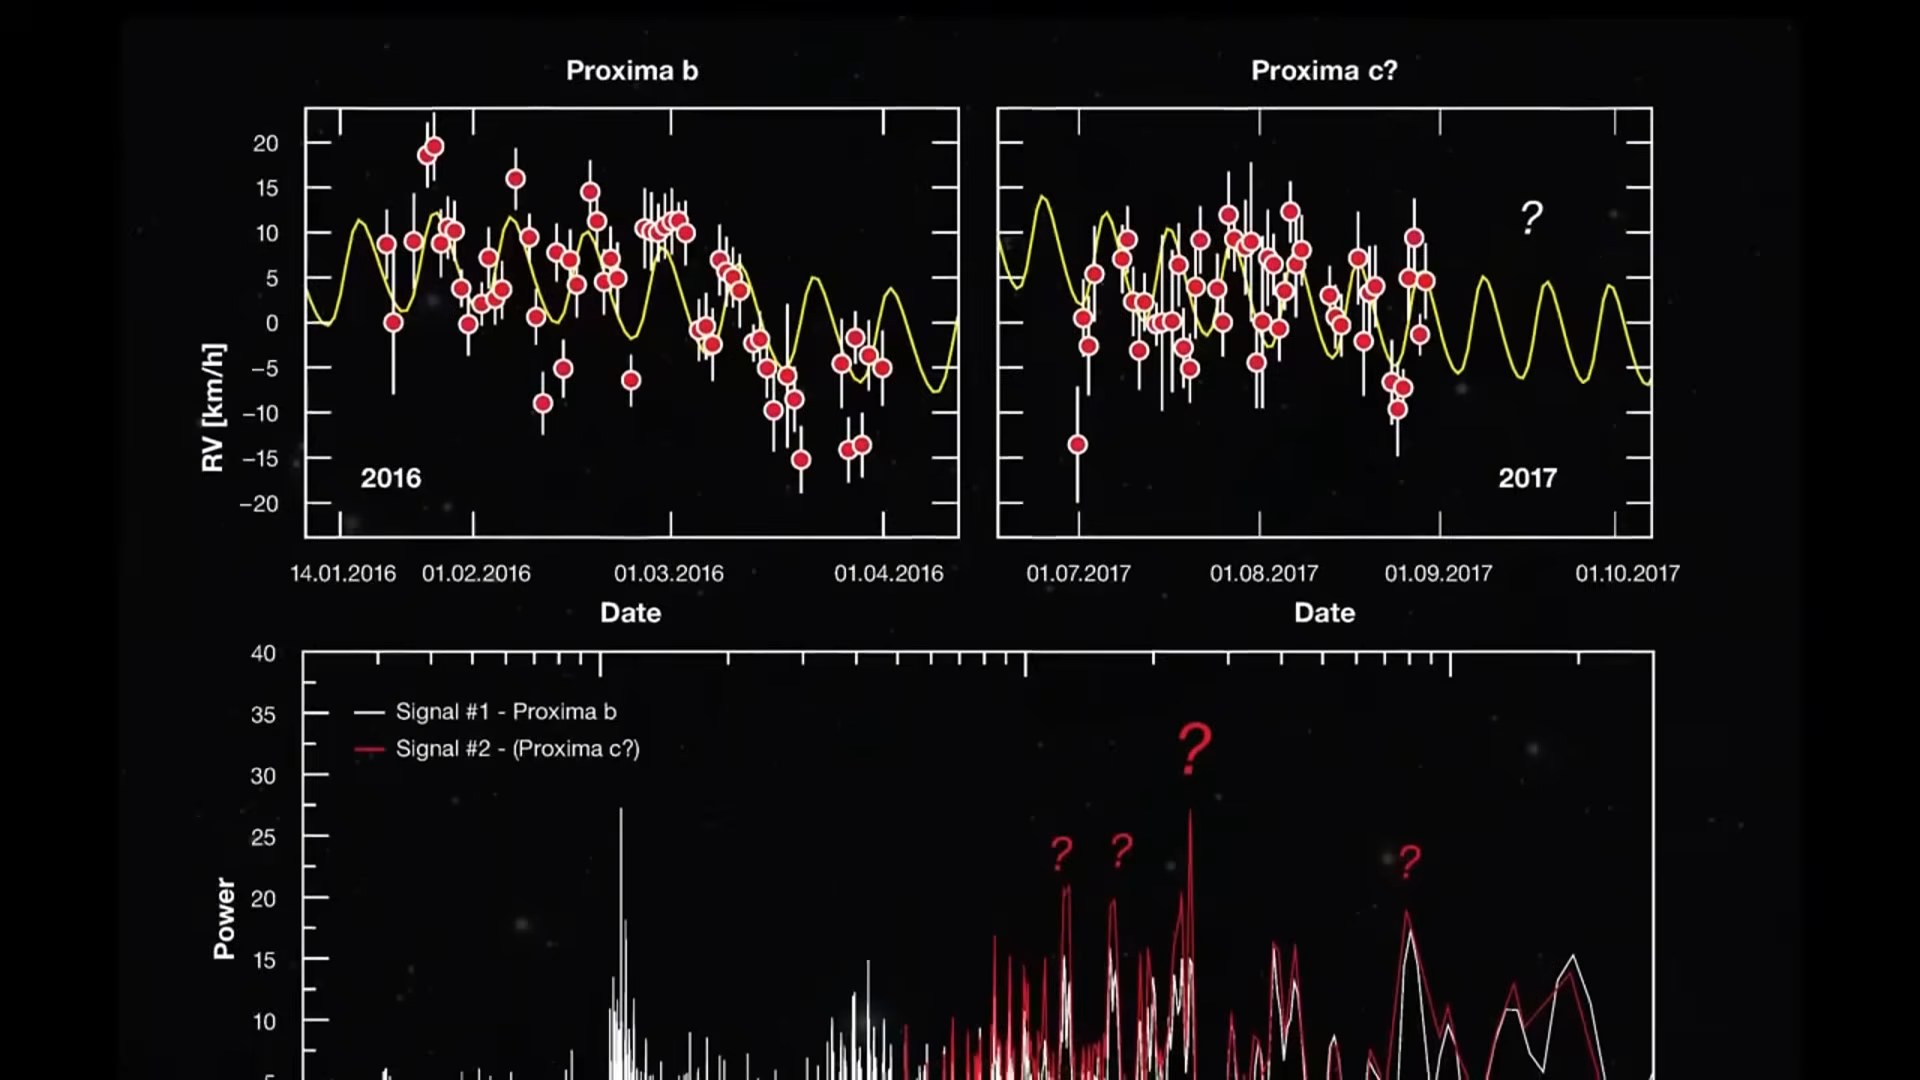 Proxima b
Proxima c?
20
15
10
5
0
−5
−10
−15
−20
RV [km/h]
2016
?
2017
14.01.2016 01.02.2016 01.03.2016 01.04.2016
01.07.2017 01.08.2017 01.09.2017 01.10.2017
Date
Date
40
35
30
25
20
15
10
Power
Signal #1 - Proxima b
Signal #2 - (Proxima c?)
?
? ? ?